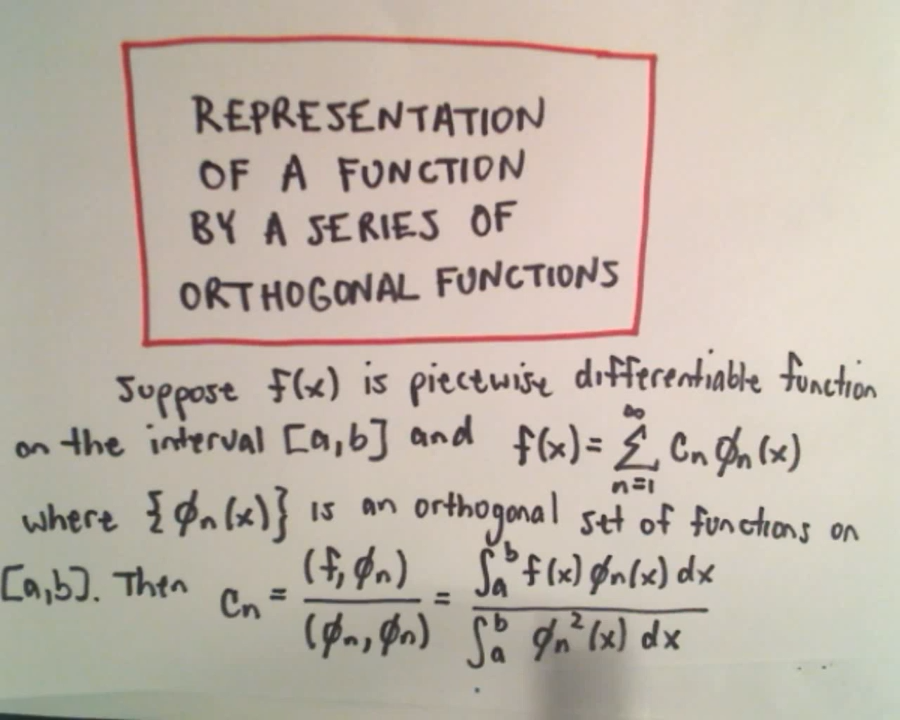 REPRESENTATION
OF A FUNCTION
BY A SERIES OF
ORTHOGONAL FUNCTIONS
Suppose f(x) is piecewise differentiable function
on the interval [a,b] and f(x) = ∑_{n=1}^{∞} Cn ϕn(x)
where {ϕn(x)} is an orthogonal set of functions on
[a,b]. Then Cn = (f, ϕn) / (ϕn, ϕn) = ∫_a^b f(x) ϕn(x) dx / ∫_a^b ϕn²(x) dx